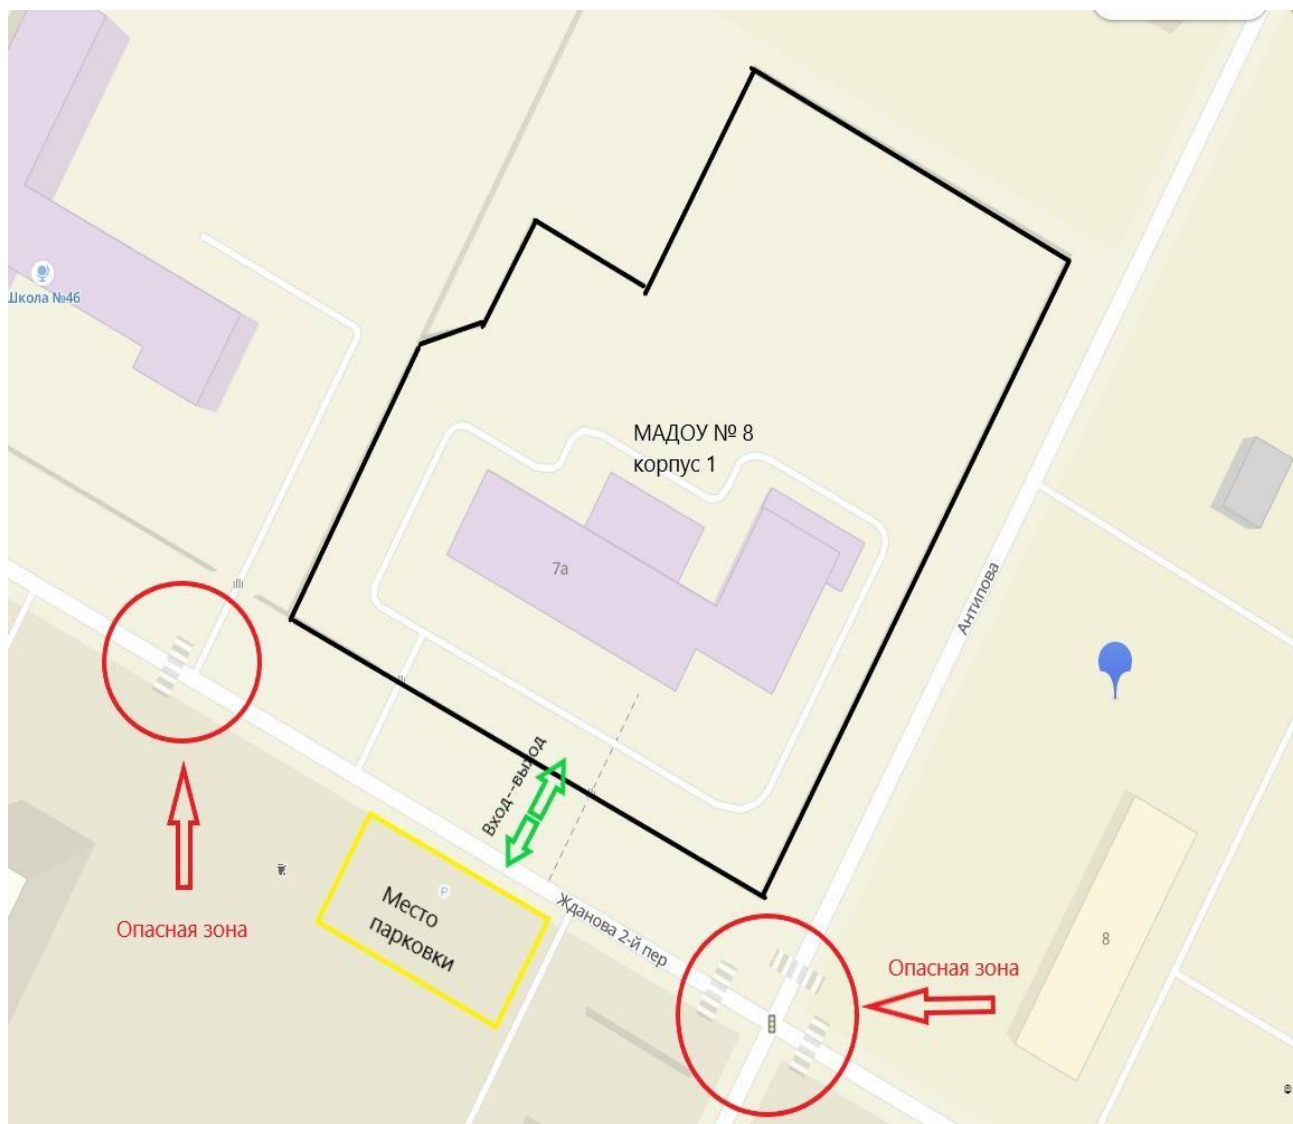 Школа №46
МАДОУ № 8
корпус 1
7а
Антипова
Вход--выход
Место
парковки
P
Жданова 2-й пер
8
Опасная зона
Опасная зона